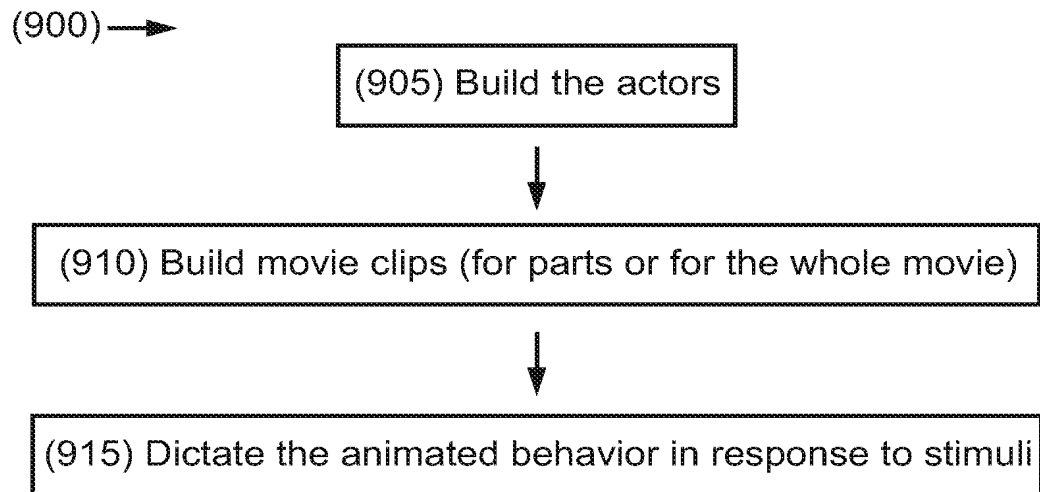 (900)
(905) Build the actors
(910) Build movie clips (for parts or for the whole movie)
(915) Dictate the animated behavior in response to stimuli